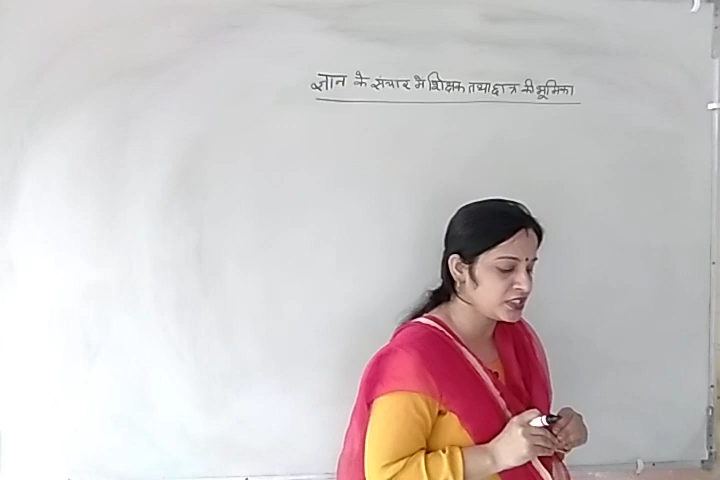 ज्ञान के संचार मे शिक्षक तथा छात्र की भूमिका